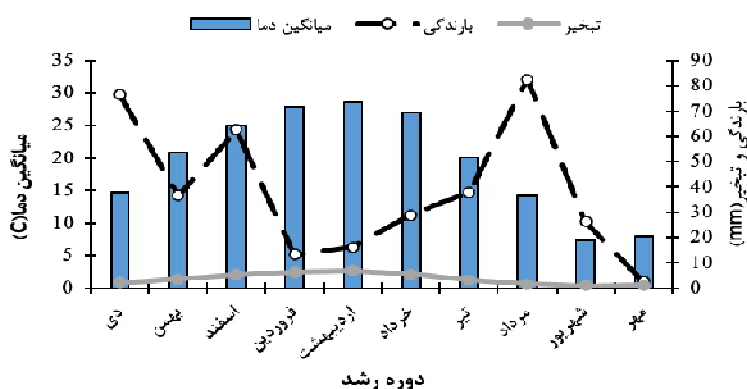 میانگین دما
بارندگی
تبخیر
میانگین دما(C)
35
30
25
20
15
10
5
0
90
80
70
60
50
40
30
20
10
0
بارندگی و تبخیر(mm)
دی
بهمن
اسفند
فروردین
اردیبهشت
خرداد
تیر
مرداد
شهریور
مهر
دوره رشد